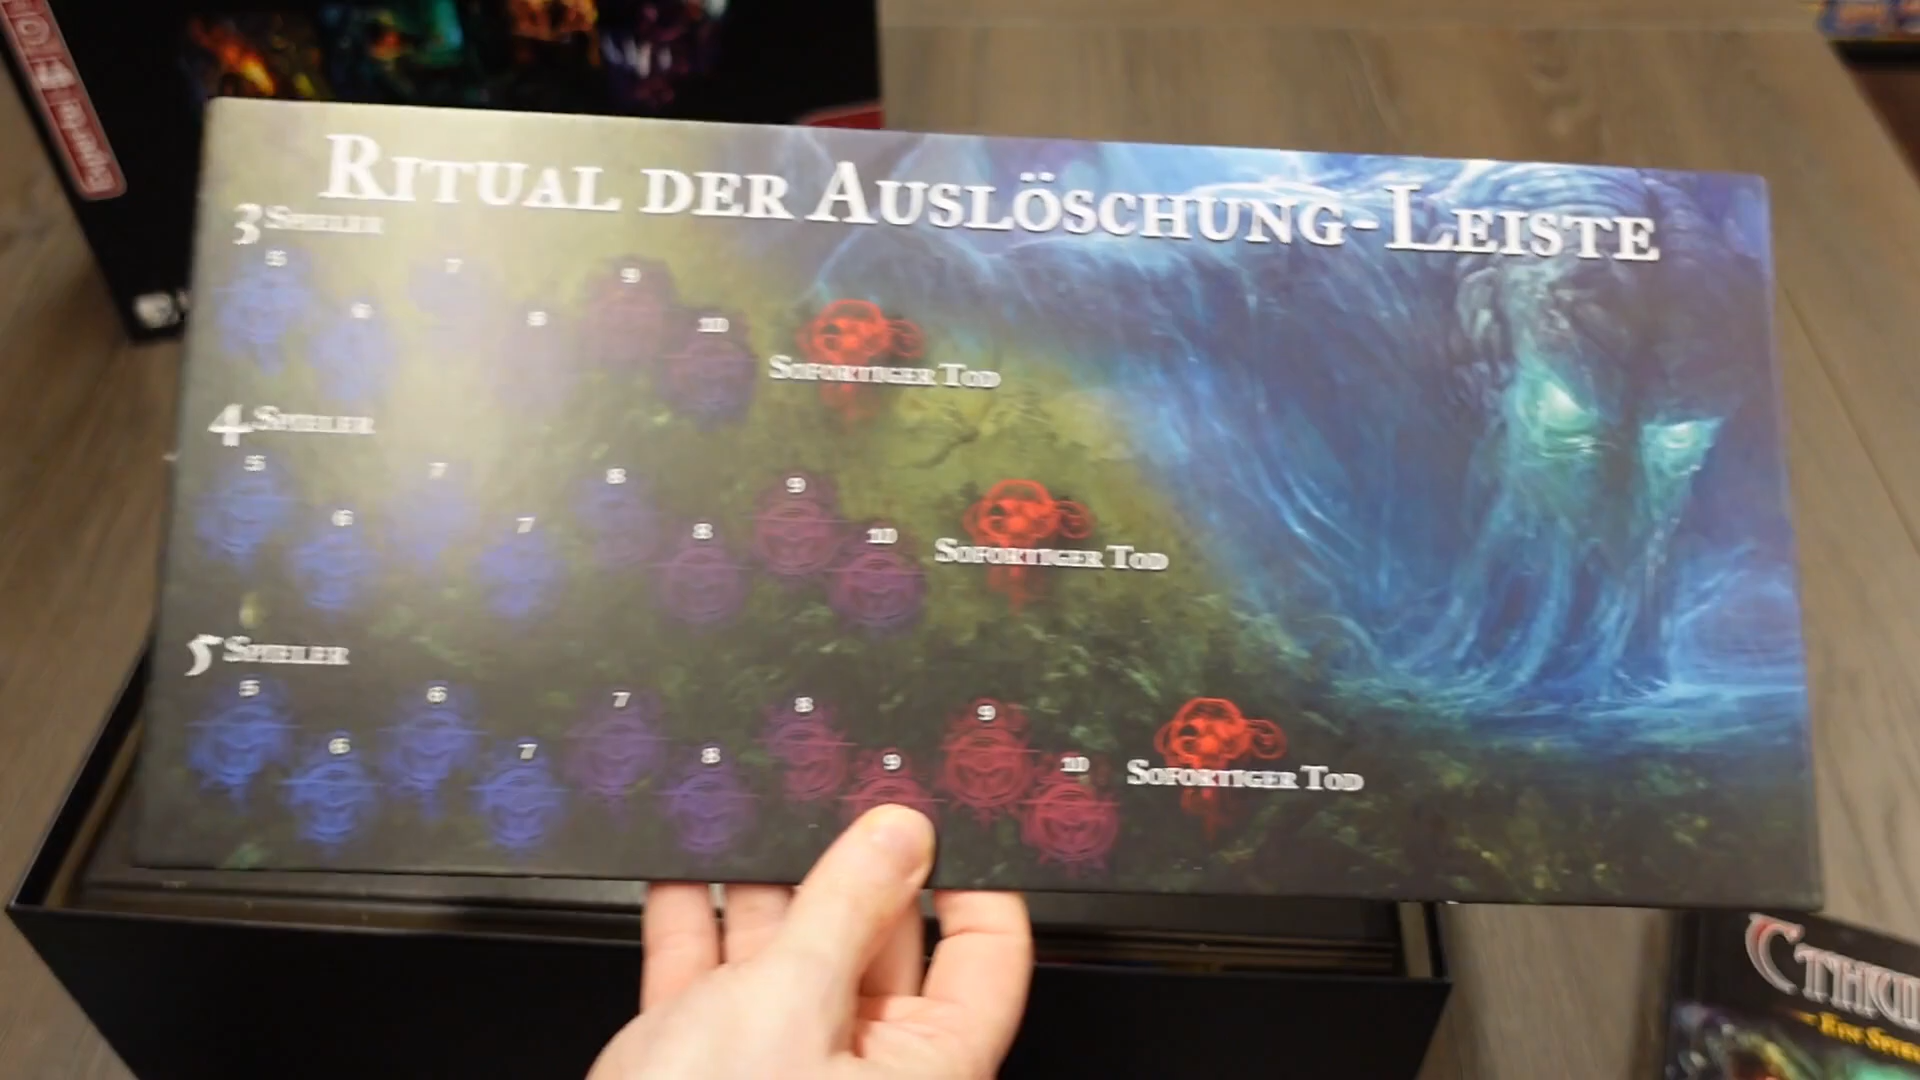 Ritual der Auslöschung-Leiste
3 Spieler
5 6 7 8 9 10
Sofortiger Tod
4 Spieler
5 6 7 7 8 8 9 10
Sofortiger Tod
5 Spieler
5 6 6 7 7 8 8 9 9 10
Sofortiger Tod